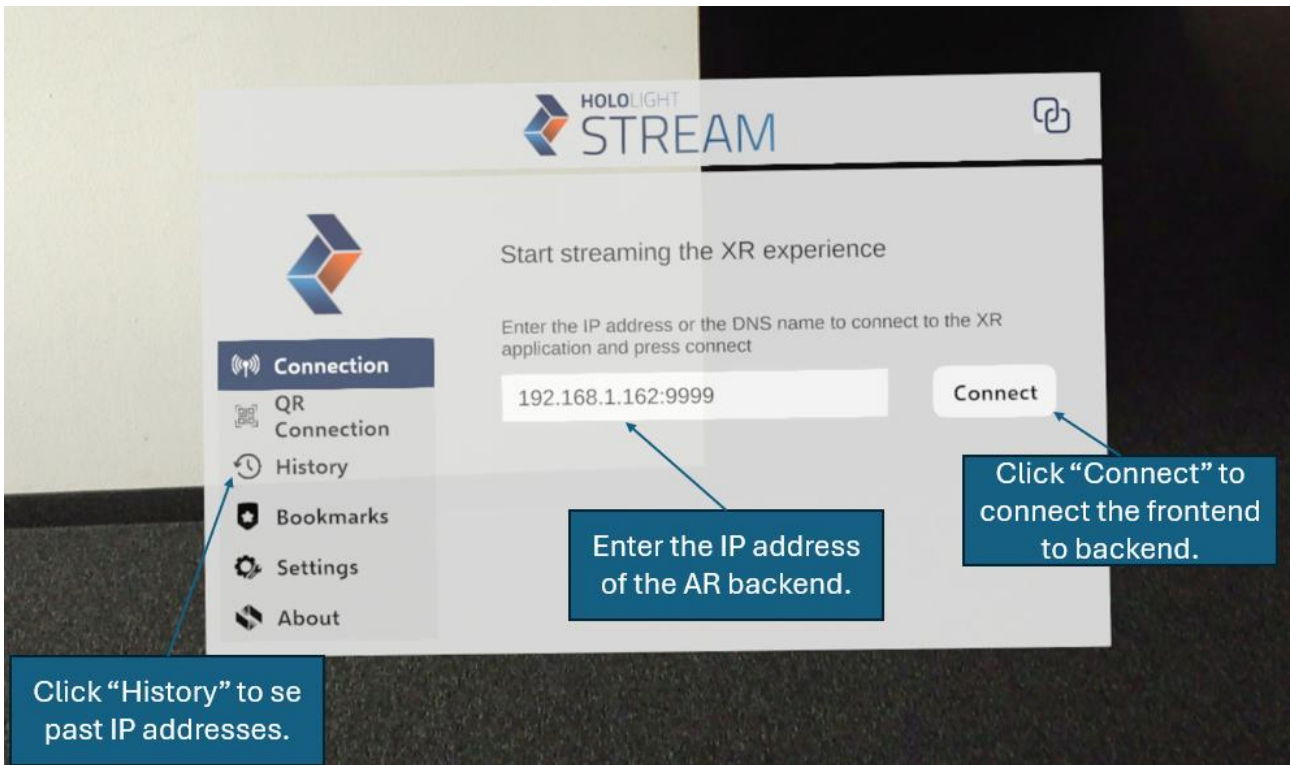 HOLOLIGHT
STREAM
Start streaming the XR experience
Enter the IP address or the DNS name to connect to the XR
application and press connect
192.168.1.162:9999
Connect
Connection
QR
Connection
History
Bookmarks
Settings
About
Click “Connect” to
connect the frontend
to backend.
Enter the IP address
of the AR backend.
Click “History” to se
past IP addresses.